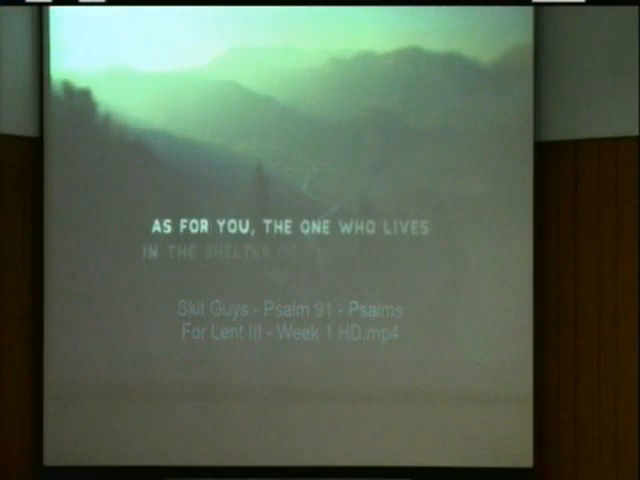 AS FOR YOU, THE ONE WHO LIVES
IN THE SHELTER OF
Skit Guys - Psalm 91 - Psalms
For Lent III - Week 1.HD.mp4